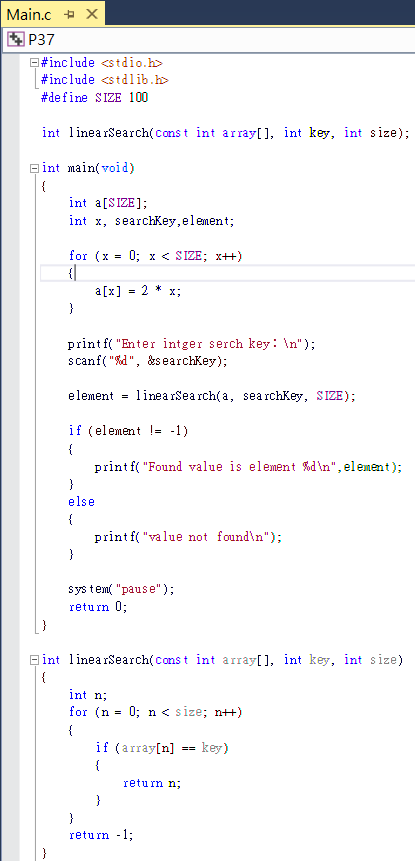 Main.c
P37
#include <stdio.h>
#include <stdlib.h>
#define SIZE 100
int linearSearch(const int array[], int key, int size);
int main(void)
{
int a[SIZE];
int x, searchKey,element;
for (x = 0; x < SIZE; x++)
{
a[x] = 2 * x;
}
printf("Enter intger serch key: \n");
scanf("%d", &searchKey);
element = linearSearch(a, searchKey, SIZE);
if (element != -1)
{
printf("Found value is element %d\n",element);
}
else
{
printf("value not found\n");
}
system("pause");
return 0;
}
int linearSearch(const int array[], int key, int size)
{
int n;
for (n = 0; n < size; n++)
{
if (array[n] == key)
{
return n;
}
}
return -1;
}